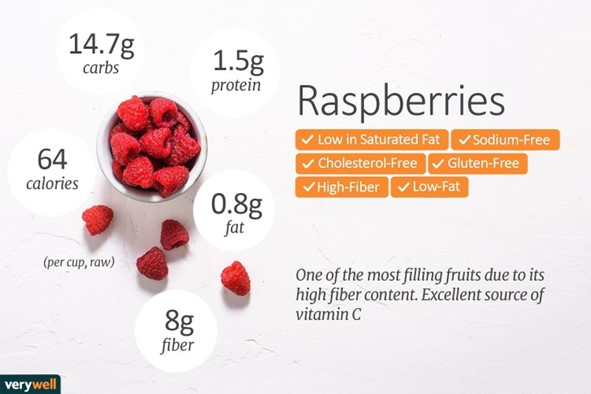 14.7g
carbs
1.5g
protein
Raspberries
Low in Saturated Fat
Sodium-Free
Cholesterol-Free
Gluten-Free
High-Fiber
Low-Fat
64
calories
0.8g
fat
(per cup, raw)
One of the most filling fruits due to its
high fiber content. Excellent source of
vitamin C
8g
fiber
verywell